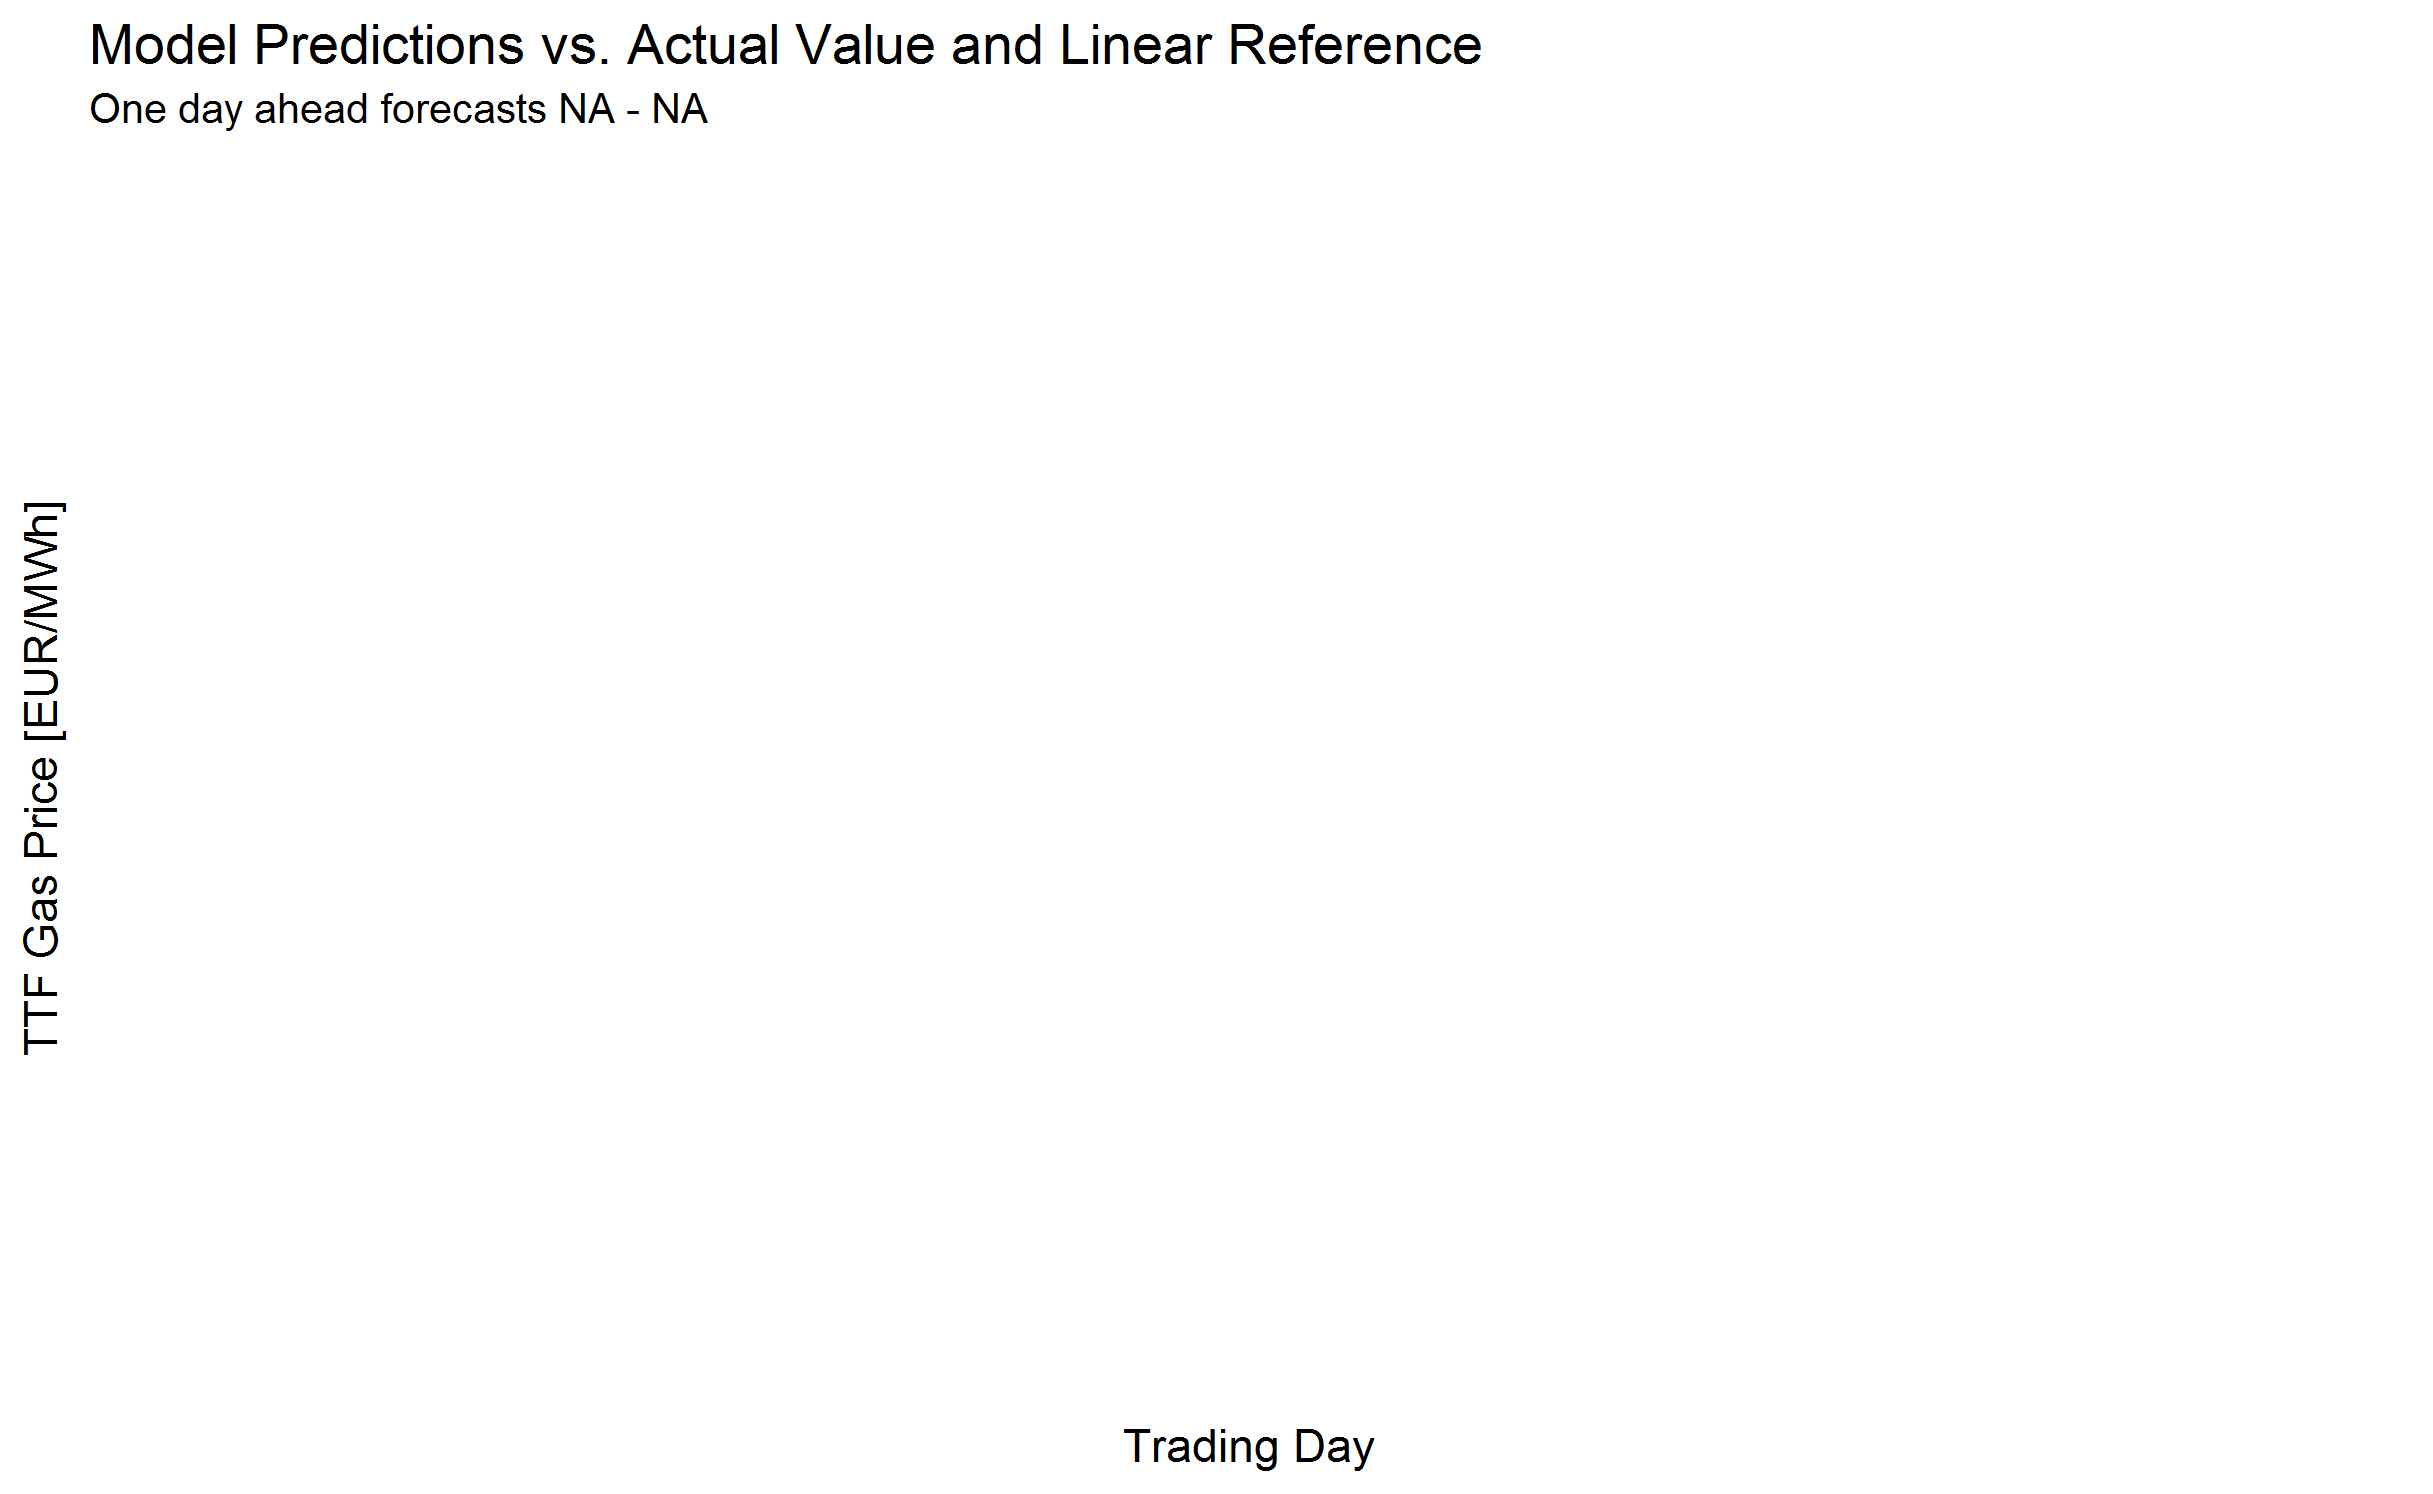 Model Predictions vs. Actual Value and Linear Reference
One day ahead forecasts NA - NA
TTF Gas Price [EUR/MWh]
Trading Day